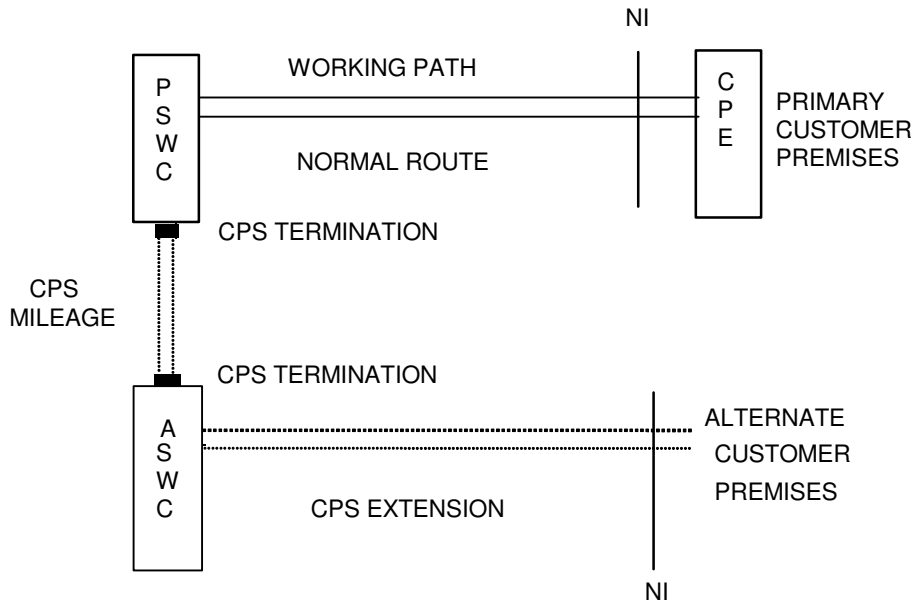 NI
WORKING PATH
P
S
W
C
C
P
E
PRIMARY
CUSTOMER
PREMISES
NORMAL ROUTE
CPS TERMINATION
CPS
MILEAGE
CPS TERMINATION
A
S
W
C
ALTERNATE
CUSTOMER
PREMISES
CPS EXTENSION
NI